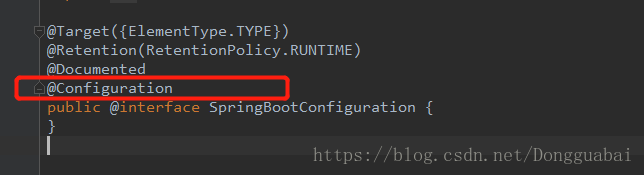 @Target({ElementType.TYPE})
@Retention(RetentionPolicy.RUNTIME)
@Documented
@Configuration
public @interface SpringBootConfiguration {
}
https://blog.csdn.net/Dongguabai